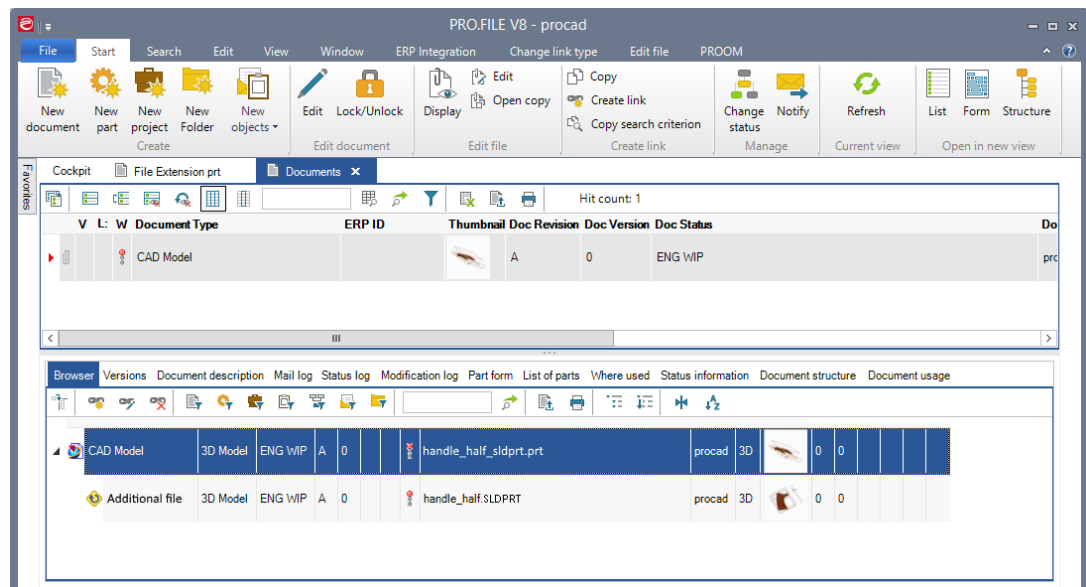 PRO.FILE V8 - procad
File Start Search Edit View Window ERP Integration Change link type Edit file PROOM
New document New part New project New Folder New objects Edit Lock/Unlock Display Edit Open copy Copy Create link Copy search criterion Change status Notify Refresh List Form Structure
Create Edit document Edit file Create link Manage Current view Open in new view
Favorites
Cockpit File Extension prt Documents
Hit count: 1
V L: W Document Type ERP ID Thumbnail Doc Revision Doc Version Doc Status Do
CAD Model A 0 ENG WIP prc
Browser Versions Document description Mail log Status log Modification log Part form List of parts Where used Status information Document structure Document usage
CAD Model 3D Model ENG WIP A 0 handle_half_sldprt.prt procad 3D 0 0
Additional file 3D Model ENG WIP A 0 handle_half.SLDPRT procad 3D 0 0